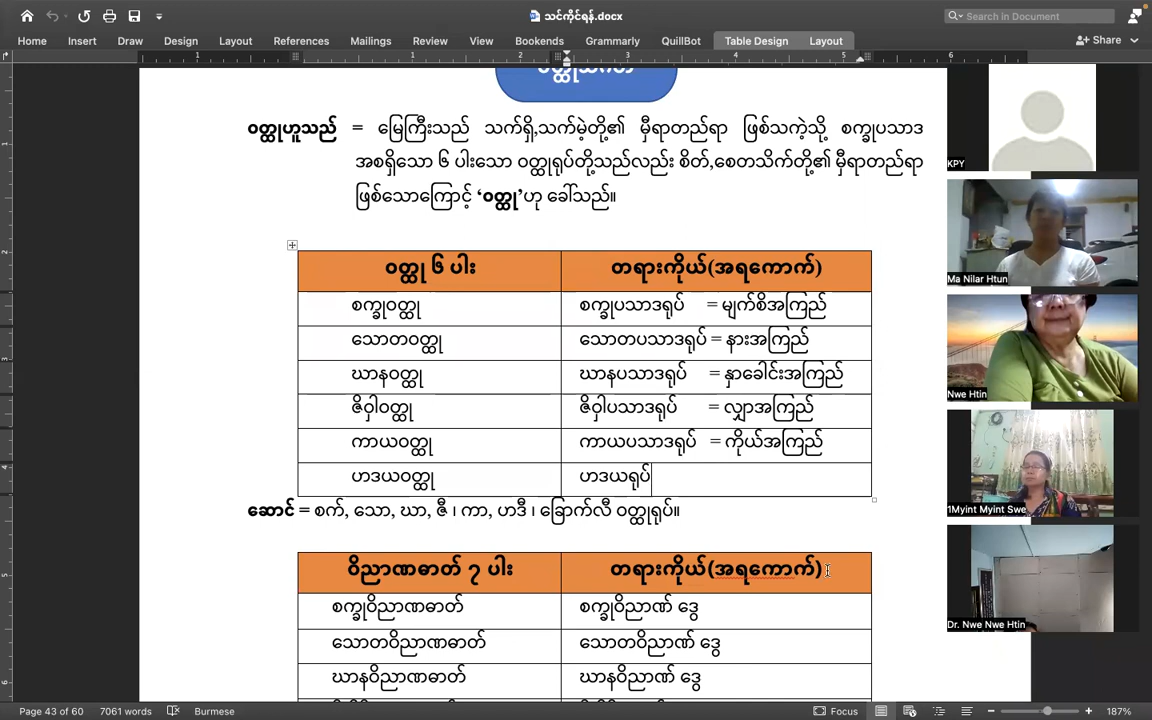 သင်ကိုင်ရန်.docx
Search in Document
Home Insert Draw Design Layout References Mailings Review View Bookends Grammarly QuillBot Table Design Layout Share
ဝတ္ထုဟူသည် = မြေကြီးသည် သက်ရှိ,သက်မဲ့တို့၏ မှီရာတည်ရာ ဖြစ်သကဲ့သို့ စက္ခုပသာဒ
အစရှိသော ၆ ပါးသော ဝတ္ထုရုပ်တို့သည်လည်း စိတ်,စေတသိက်တို့၏ မှီရာတည်ရာ
ဖြစ်သောကြောင့် ‘ဝတ္ထု’ဟု ခေါ်သည်။
ဝတ္ထု ၆ ပါး တရားကိုယ်(အရကောက်)
စက္ခုဝတ္ထု စက္ခုပသာဒရုပ် = မျက်စိအကြည်
သောတဝတ္ထု သောတပသာဒရုပ် = နားအကြည်
ဃာနဝတ္ထု ဃာနပသာဒရုပ် = နှာခေါင်းအကြည်
ဇိဝှါဝတ္ထု ဇိဝှါပသာဒရုပ် = လျှာအကြည်
ကာယဝတ္ထု ကာယပသာဒရုပ် = ကိုယ်အကြည်
ဟဒယဝတ္ထု ဟဒယရုပ်
ဆောင် = စက်, သော, ဃာ, ဇီ ၊ ကာ, ဟဒီ ၊ ခြောက်လီ ဝတ္ထုရုပ်။
ဝိညာဏဓာတ် ၇ ပါး တရားကိုယ်(အရကောက်)
စက္ခုဝိညာဏဓာတ် စက္ခုဝိညာဏ် ဒွေ
သောတဝိညာဏဓာတ် သောတဝိညာဏ် ဒွေ
ဃာနဝိညာဏဓာတ် ဃာနဝိညာဏ် ဒွေ
KPY
Ma Nilar Htun
Nwe Htin
1Myint Myint Swe
Dr. Nwe Nwe Htin
Page 43 of 60 7061 words Burmese Focus 187%